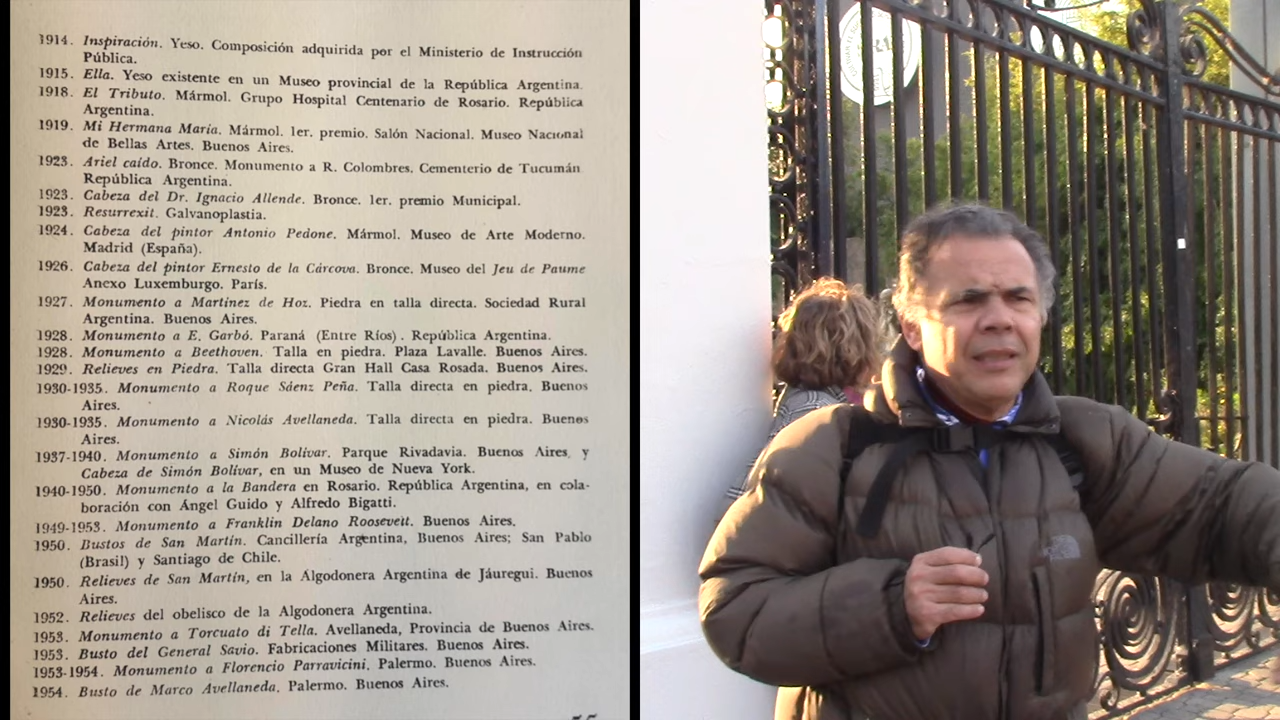 1914. Inspiración. Yeso. Composición adquirida por el Ministerio de Instrucción
Pública.
1915. Ella. Yeso existente en un Museo provincial de la República Argentina.
1918. El Tributo. Mármol. Grupo Hospital Centenario de Rosario. República
Argentina.
1919. Mi Hermana María. Mármol. 1er. premio. Salón Nacional. Museo Nacional
de Bellas Artes. Buenos Aires.
1923. Ariel caído. Bronce. Monumento a R. Colombres. Cementerio de Tucumán
República Argentina.
1923. Cabeza del Dr. Ignacio Allende. Bronce. 1er. premio Municipal.
1923. Resurrexit. Galvanoplastia.
1924. Cabeza del pintor Antonio Pedone. Mármol. Museo de Arte Moderno.
Madrid (España).
1926. Cabeza del pintor Ernesto de la Cárcova. Bronce. Museo del Jeu de Paume
Anexo Luxemburgo. París.
1927. Monumento a Martínez de Hoz. Piedra en talla directa. Sociedad Rural
Argentina. Buenos Aires.
1928. Monumento a E. Garbó. Paraná (Entre Ríos). República Argentina.
1928. Monumento a Beethoven. Talla en piedra. Plaza Lavalle. Buenos Aires.
1929. Relieves en Piedra. Talla directa Gran Hall Casa Rosada. Buenos Aires.
1930-1935. Monumento a Roque Sáenz Peña. Talla directa en piedra. Buenos
Aires.
1930-1935. Monumento a Nicolás Avellaneda. Talla directa en piedra. Buenos
Aires.
1937-1940. Monumento a Simón Bolívar. Parque Rivadavia. Buenos Aires y
Cabeza de Simón Bolívar, en un Museo de Nueva York.
1940-1950. Monumento a la Bandera en Rosario. República Argentina, en cola-
boración con Ángel Guido y Alfredo Bigatti.
1949-1953. Monumento a Franklin Delano Roosevelt. Buenos Aires.
1950. Bustos de San Martín. Cancillería Argentina, Buenos Aires; San Pablo
(Brasil) y Santiago de Chile.
1950. Relieves de San Martín, en la Algodonera Argentina de Jáuregui. Buenos
Aires.
1952. Relieves del obelisco de la Algodonera Argentina.
1953. Monumento a Torcuato di Tella. Avellaneda, Provincia de Buenos Aires.
1953. Busto del General Savio. Fabricaciones Militares. Buenos Aires.
1953-1954. Monumento a Florencio Parravicini. Palermo. Buenos Aires.
1954. Busto de Marco Avellaneda. Palermo. Buenos Aires.